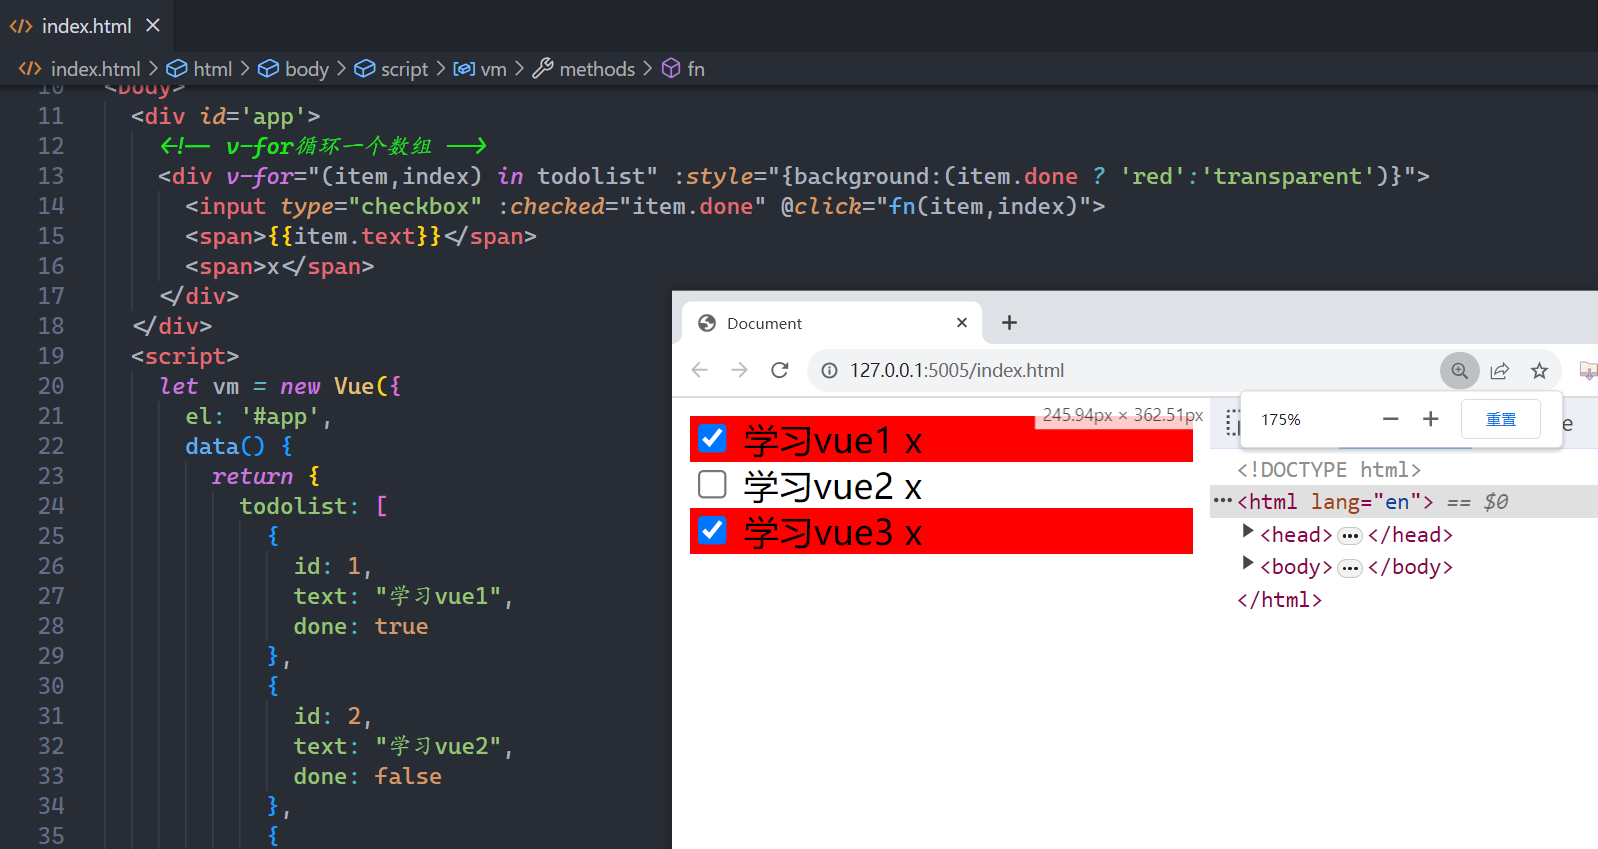 index.html
index.html > html > body > script > vm > methods > fn
10 <body>
11 <div id='app'>
12 <!-- v-for循环一个数组 -->
13 <div v-for="(item,index) in todolist" :style="{background:(item.done ? 'red':'transparent')}">
14 <input type="checkbox" :checked="item.done" @click="fn(item,index)">
15 <span>{{item.text}}</span>
16 <span>x</span>
17 </div>
18 </div>
19 <script>
20 let vm = new Vue({
21 el: '#app',
22 data() {
23 return {
24 todolist: [
25 {
26 id: 1,
27 text: "学习vue1",
28 done: true
29 },
30 {
31 id: 2,
32 text: "学习vue2",
33 done: false
34 },
35 {
Document
127.0.0.1:5005/index.html
175%
重置
245.94px × 362.51px
e
学习vue1 x
学习vue2 x
学习vue3 x
<!DOCTYPE html>
<html lang="en"> == $0
<head> ••• </head>
<body> ••• </body>
</html>